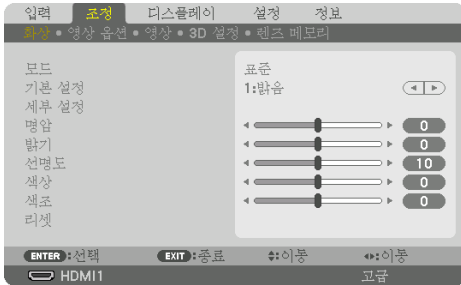 입력 조정 디스플레이 설정 정보
화상 • 영상 옵션 • 영상 • 3D 설정 • 렌즈 메모리
모드 표준
기본 설정 1:밝음
세부 설정
명암 0
밝기 0
선명도 10
색상 0
색조 0
리셋
ENTER:선택 EXIT:종료 :이동 :이동
HDMI1 고급